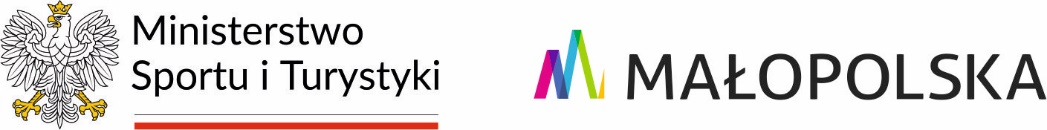 Ministerstwo
Sportu i Turystyki
MAŁOPOLSKA